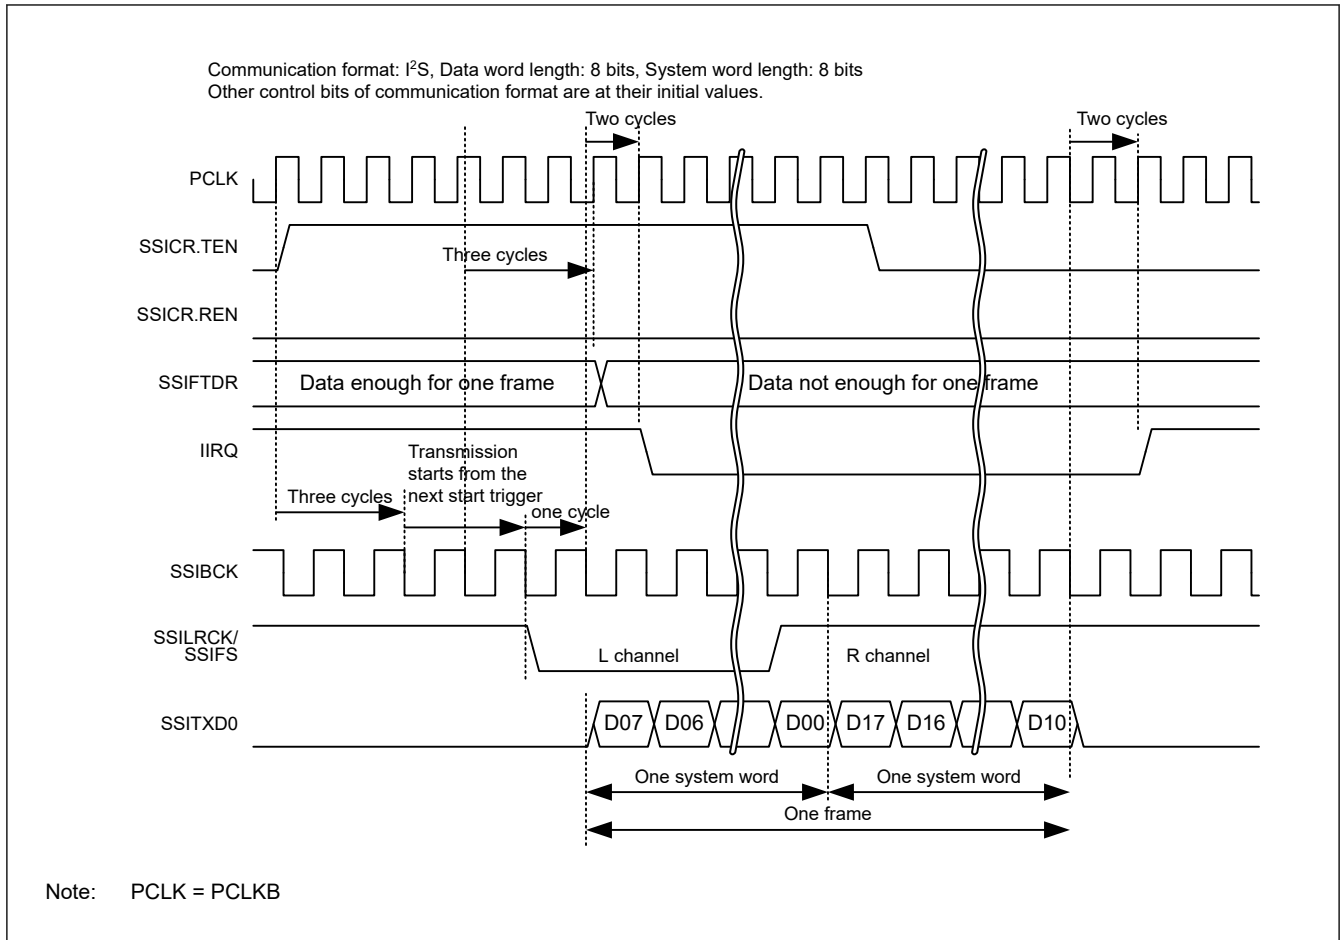 Communication format: I²S, Data word length: 8 bits, System word length: 8 bits
Other control bits of communication format are at their initial values.
Two cycles
Two cycles
PCLK
SSICR.TEN
Three cycles
SSICR.REN
SSIFTDR
Data enough for one frame
Data not enough for one frame
IIRQ
Transmission
starts from the
next start trigger
Three cycles
one cycle
SSIBCK
SSILRCK/
SSIFS
L channel
R channel
SSITXD0
D07
D06
D00
D17
D16
D10
One system word
One system word
One frame
Note: PCLK = PCLKB